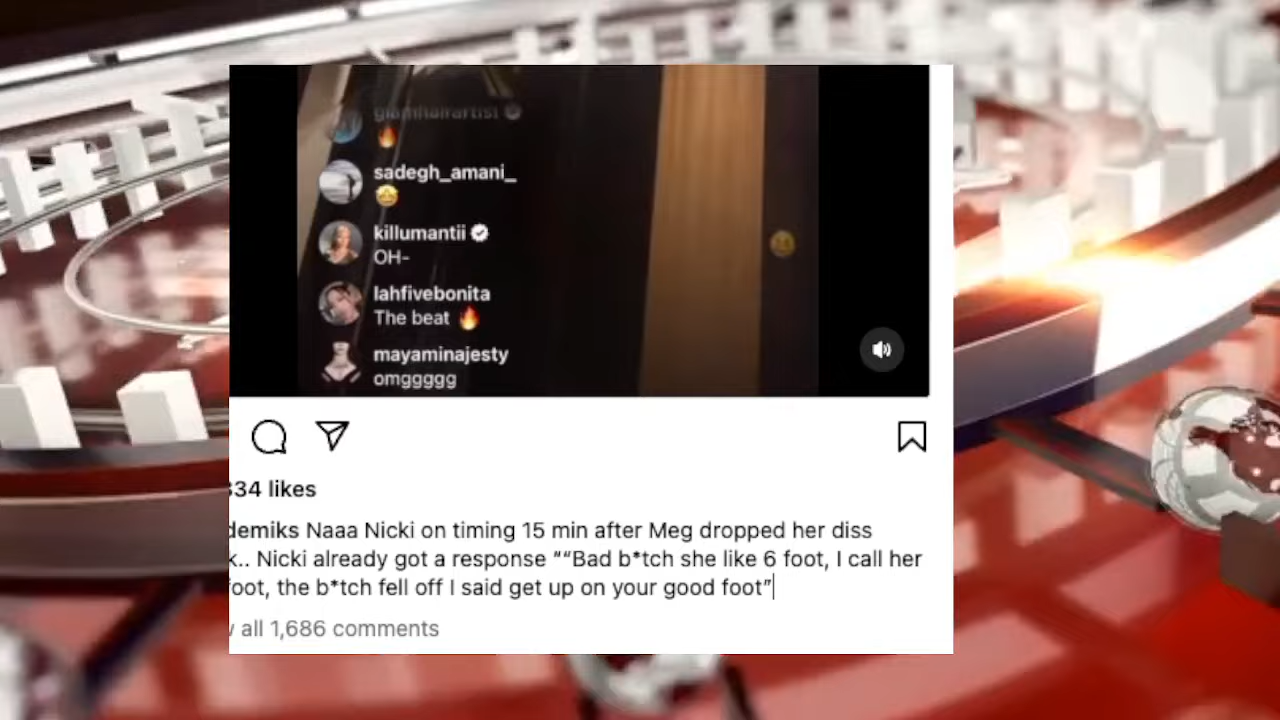 glamhairartist
sadegh_amani_
killumantii
OH-
lahfivebonita
The beat 🔥
mayaminajesty
omggggg
334 likes
demiks Naaa Nicki on timing 15 min after Meg dropped her diss
k.. Nicki already got a response "“Bad b*tch she like 6 foot, I call her
foot, the b*tch fell off I said get up on your good foot”
all 1,686 comments